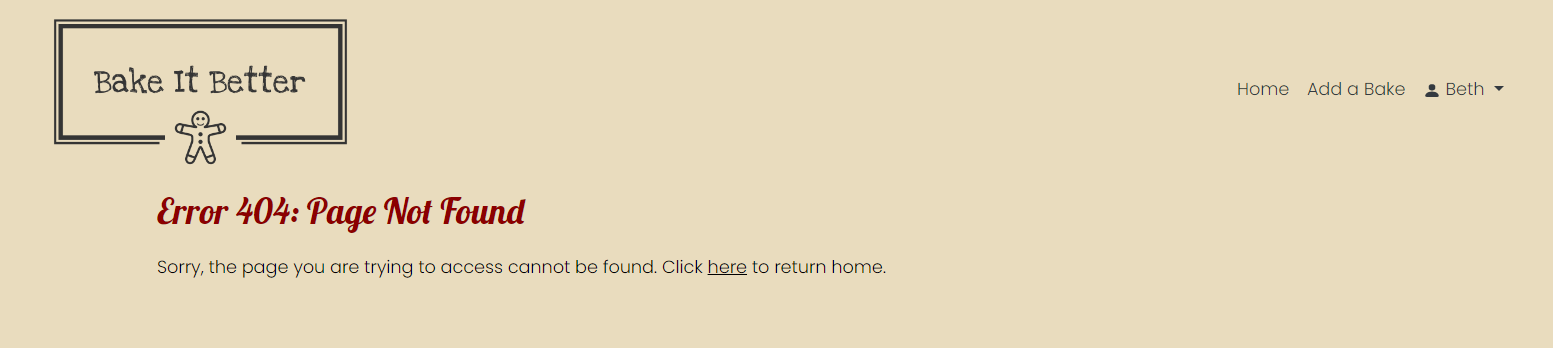 Bake It Better
Home Add a Bake Beth
Error 404: Page Not Found
Sorry, the page you are trying to access cannot be found. Click here to return home.